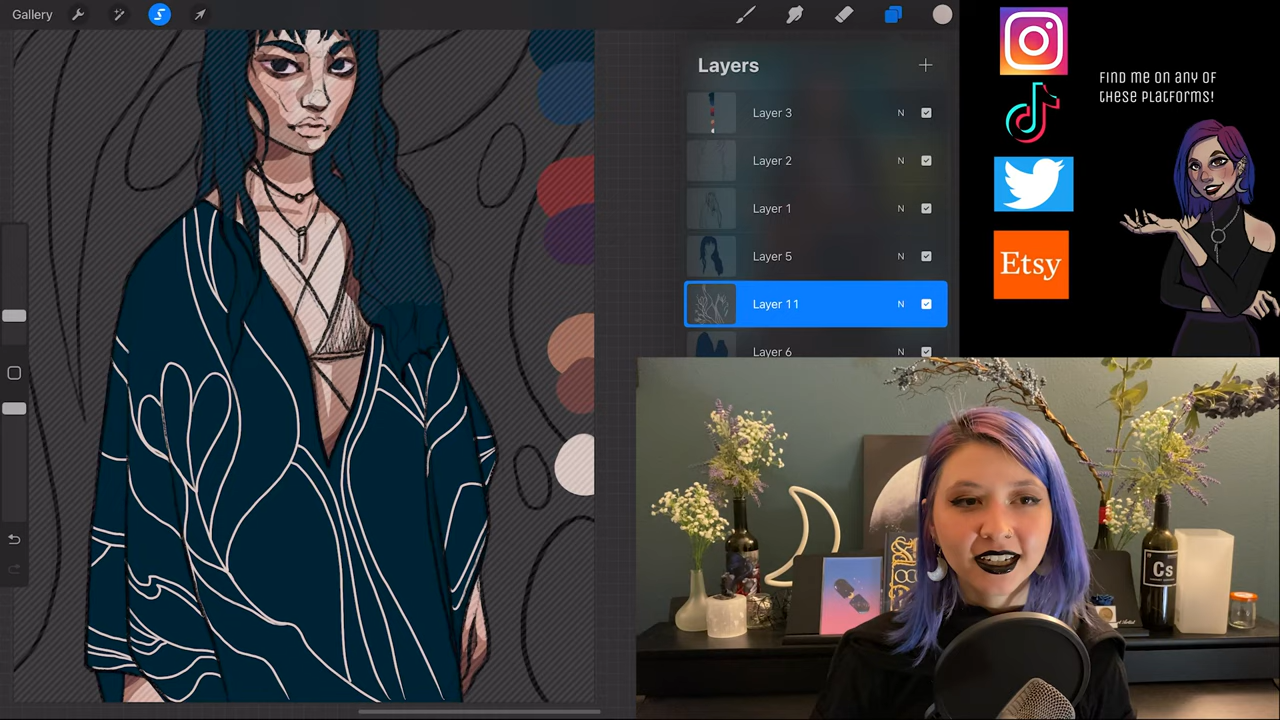 Gallery
Layers
Layer 3
N
Layer 2
N
Layer 1
N
Layer 5
N
Layer 11
N
Layer 6
N
Find me on any of
these platforms!
Etsy
Cs